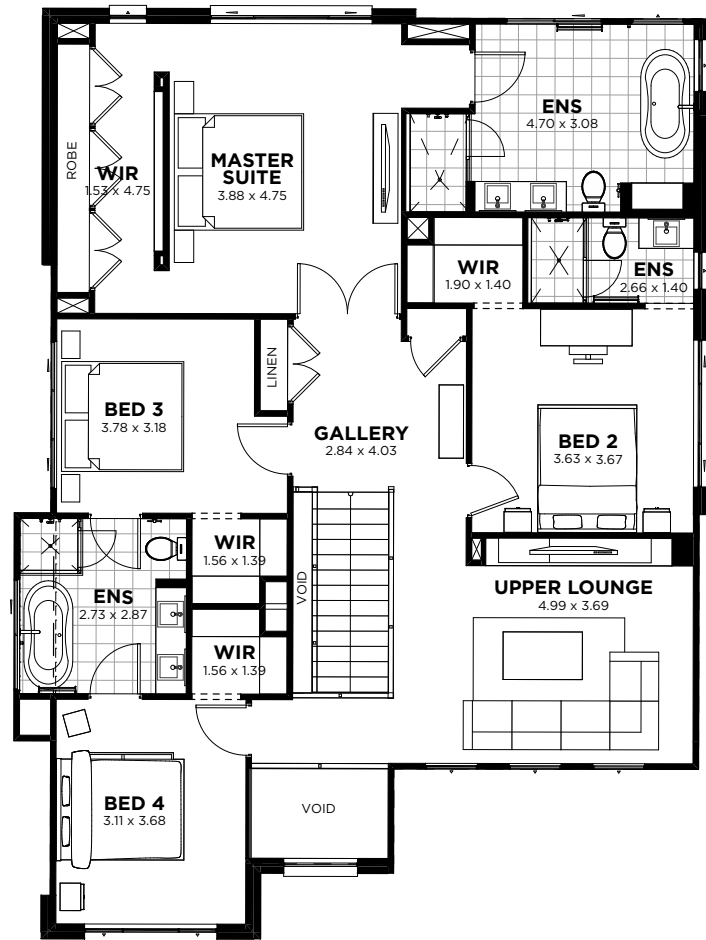 ENS
4.70 x 3.08
ROBE
WIR
1.53 x 4.75
MASTER
SUITE
3.88 x 4.75
WIR
1.90 x 1.40
ENS
2.66 x 1.40
LINEN
BED 3
3.78 x 3.18
GALLERY
2.84 x 4.03
BED 2
3.63 x 3.67
WIR
1.56 x 1.39
VOID
ENS
2.73 x 2.87
UPPER LOUNGE
4.99 x 3.69
WIR
1.56 x 1.39
BED 4
3.11 x 3.68
VOID